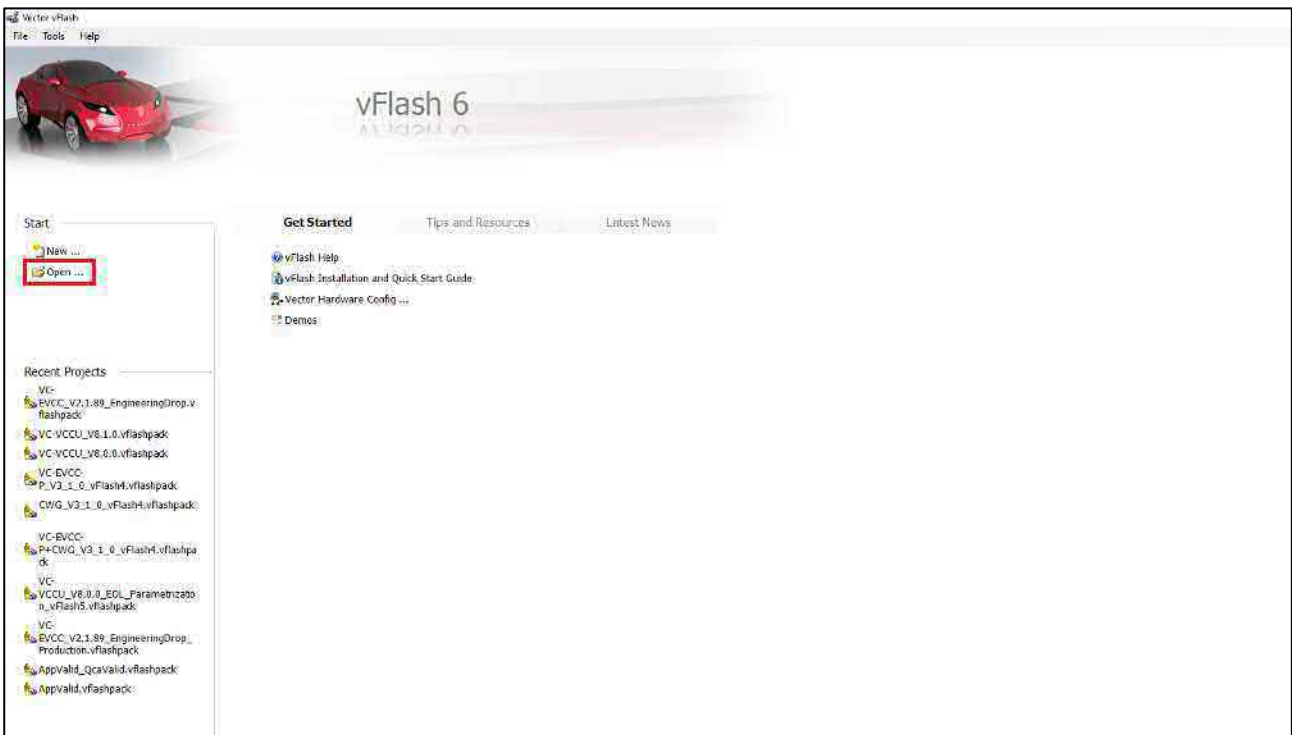 Vector vFlash
File Tools Help
vFlash 6
Start
Get Started Tips and Resources Latest News
New ...
Open ...
vFlash Help
vFlash Installation and Quick Start Guide
Vector Hardware Config ...
Demos
Recent Projects
VC-
EVCC_V2.1.89_EngineeringDrop.v
flashpack
VC-VCCU_V8.1.0.vflashpack
VC-VCCU_V8.0.0.vflashpack
VC-EVCC-
P_V3_1_0_vFlash4.vflashpack
CWG_V3_1_0_vFlash4.vflashpack
VC-EVCC-
P+CWG_V3_1_0_vFlash4.vflashpa
ck
VC-
VCCU_V8.0.0_EOL_Parametrizatio
n_vFlash5.vflashpack
VC-
EVCC_V2.1.89_EngineeringDrop_
Production.vflashpack
AppValid_QcaValid.vflashpack
AppValid.vflashpack